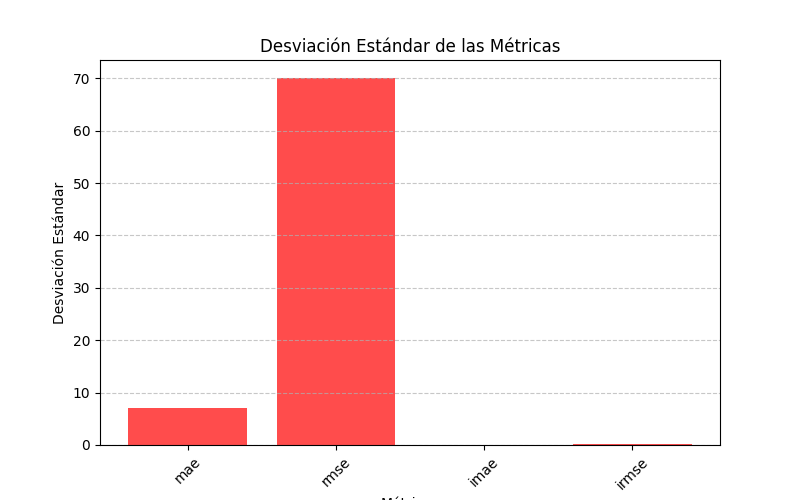 Desviación Estándar de las Métricas
Desviación Estándar
70
60
50
40
30
20
10
0
mae
rmse
imae
irmse